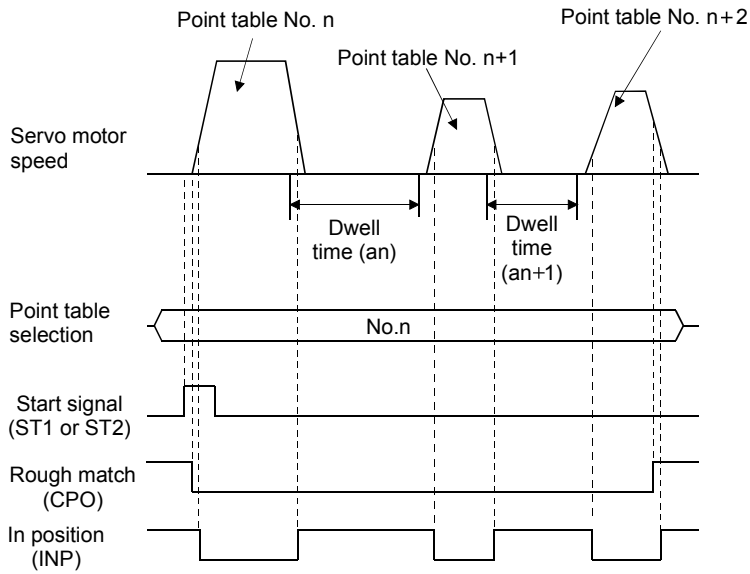 Point table No. n
Point table No. n+1
Point table No. n+2
Servo motor
speed
Dwell
time (an)
Dwell
time
(an+1)
Point table
selection
No.n
Start signal
(ST1 or ST2)
Rough match
(CPO)
In position
(INP)